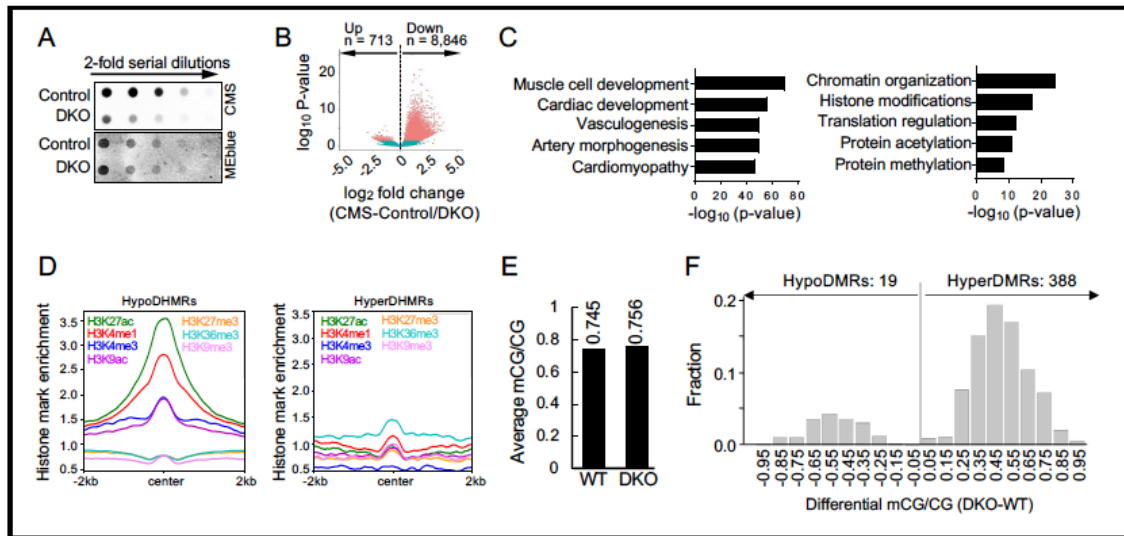 A
2-fold serial dilutions
Control
DKO
CMS
Control
DKO
MEblue
B
Up
n = 713
Down
n = 8,846
log10 P-value
20
15
10
5
0
-5.0
-2.5
0
2.5
5.0
log2 fold change
(CMS-Control/DKO)
C
Muscle cell development
Cardiac development
Vasculogenesis
Artery morphogenesis
Cardiomyopathy
0
20
40
60
80
-log10 (p-value)
Chromatin organization
Histone modifications
Translation regulation
Protein acetylation
Protein methylation
0
10
20
30
-log10 (p-value)
D
HypoDHMRs
Histone mark enrichment
3.5
3.0
2.5
2.0
1.5
1.0
0.5
H3K27ac
H3K4me1
H3K4me3
H3K9ac
H3K27me3
H3K36me3
H3K9me3
-2kb
center
2kb
HyperDHMRs
Histone mark enrichment
3.5
3.0
2.5
2.0
1.5
1.0
0.5
H3K27ac
H3K4me1
H3K4me3
H3K9ac
H3K27me3
H3K36me3
H3K9me3
-2kb
center
2kb
E
Average mCG/CG
1
0.8
0.6
0.4
0.2
0
0.745
0.756
WT
DKO
F
HypoDMRs: 19
HyperDMRs: 388
Fraction
0.2
0.1
0.0
-0.95
-0.85
-0.75
-0.65
-0.55
-0.45
-0.35
-0.25
-0.15
-0.05
0.05
0.15
0.25
0.35
0.45
0.55
0.65
0.75
0.85
0.95
Differential mCG/CG (DKO-WT)